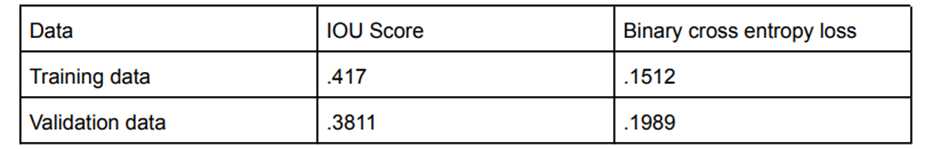 Data IOU Score Binary cross entropy loss
Training data .417 .1512
Validation data .3811 .1989